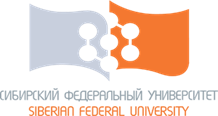 СИБИРСКИЙ ФЕДЕРАЛЬНЫЙ УНИВЕРСИТЕТ
SIBERIAN FEDERAL UNIVERSITY